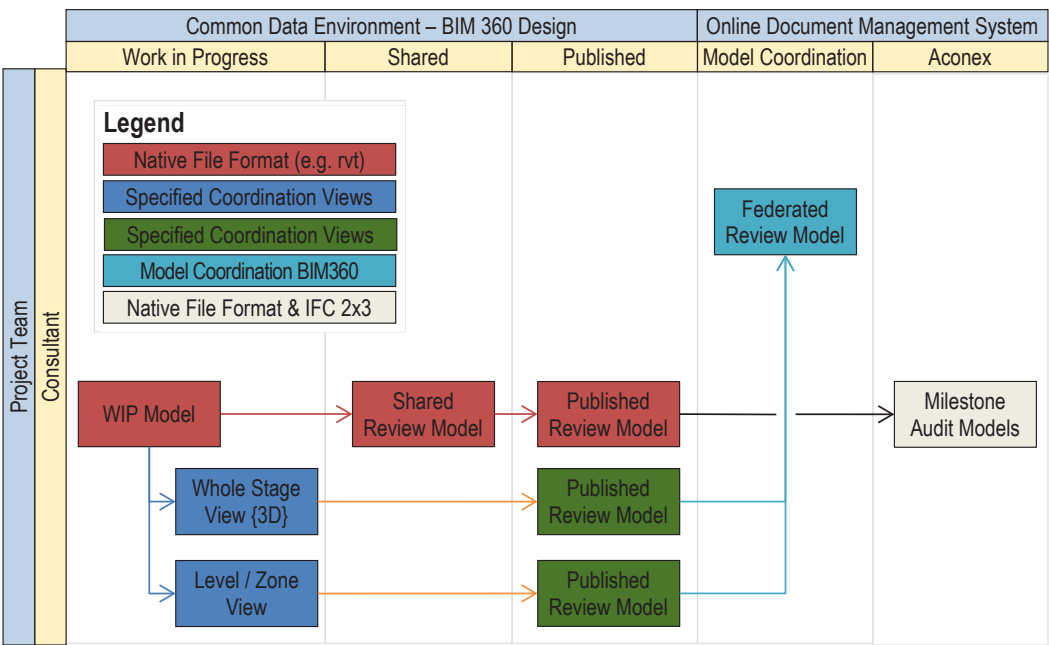 Common Data Environment – BIM 360 Design
Online Document Management System
Work in Progress
Shared
Published
Model Coordination
Aconex
Project Team
Consultant
Legend
Native File Format (e.g. rvt)
Specified Coordination Views
Specified Coordination Views
Model Coordination BIM360
Native File Format & IFC 2x3
Federated
Review Model
WIP Model
Shared
Review Model
Published
Review Model
Milestone
Audit Models
Whole Stage
View {3D}
Published
Review Model
Level / Zone
View
Published
Review Model